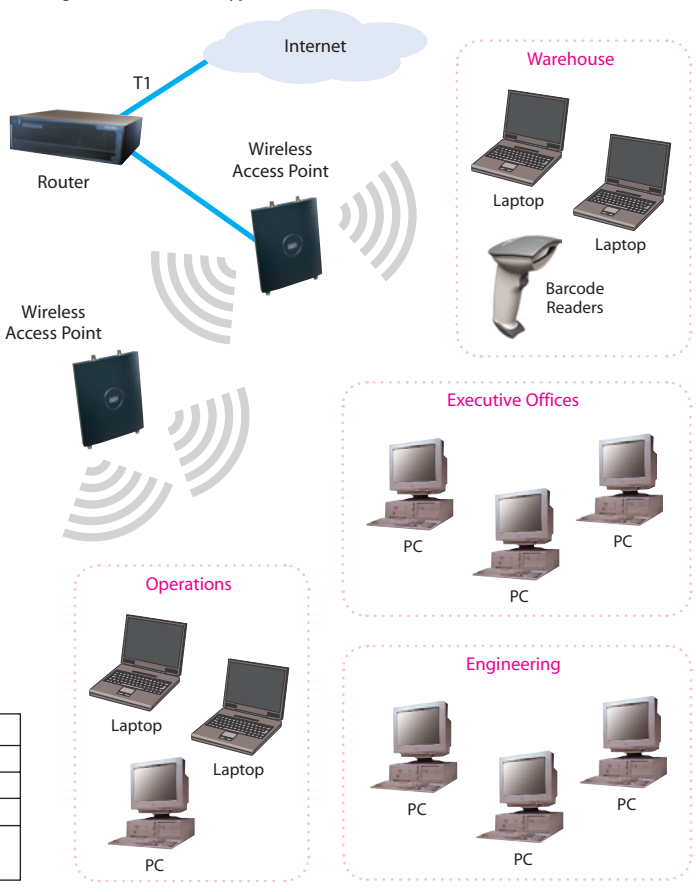 Internet
T1
Router
Wireless
Access Point
Warehouse
Laptop
Laptop
Barcode
Readers
Wireless
Access Point
Executive Offices
PC
PC
PC
Operations
Laptop
Laptop
PC
Engineering
PC
PC
PC